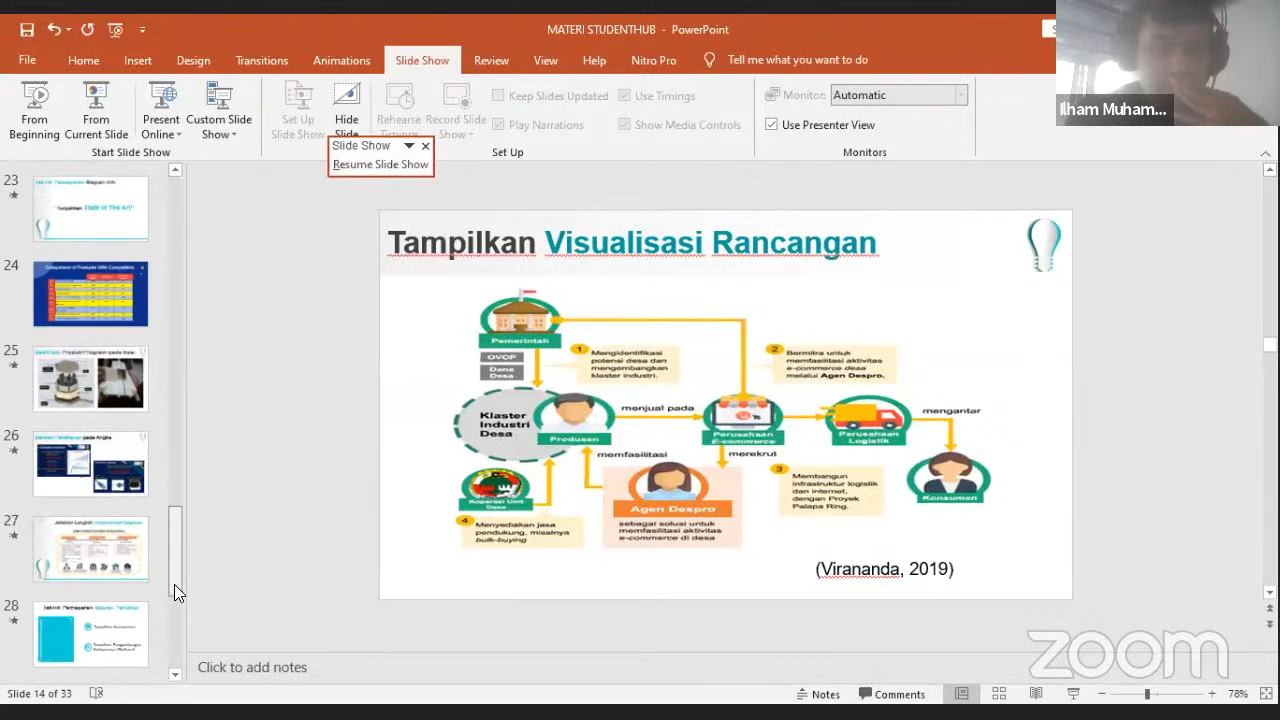 MATERI STUDENTHUB - PowerPoint
File Home Insert Design Transitions Animations Slide Show Review View Help Nitro Pro Tell me what you want to do
From Beginning
From Current Slide
Present Online
Custom Slide Show
Start Slide Show
Set Up Slide Show
Hide Slide
Rehearse Timings
Record Slide Show
Keep Slides Updated
Play Narrations
Use Timings
Show Media Controls
Set Up
Monitor: Automatic
Use Presenter View
Monitors
Slide Show
Resume Slide Show
Ilham Muham...
23
"State of The Art"
24
25
26
27
28
Tampilkan Visualisasi Rancangan
Pemerintah
OVOP
Dana Desa
1 Mengidentifikasi
potensi desa dan
mengembangkan
klaster industri.
2 Bermitra untuk
memfasilitasi aktivitas
e-commerce desa
melalui Agen Despro.
Klaster
Industri
Desa
Produsen
menjual pada
Perusahaan
E-commerce
Perusahaan
Logistik
mengantar
Konsumen
memfasilitasi
merekrut
Koperasi Unit
Desa
Agen Despro
sebagai solusi untuk
memfasilitasi aktivitas
e-commerce di desa
3 Membangun
infrastruktur logistik
dan internet,
dengan Proyek
Palapa Ring.
4 Menyediakan jasa
pendukung, misalnya
bulk-buying
(Virananda, 2019)
zoom
Click to add notes
Slide 14 of 33
Notes Comments 78%